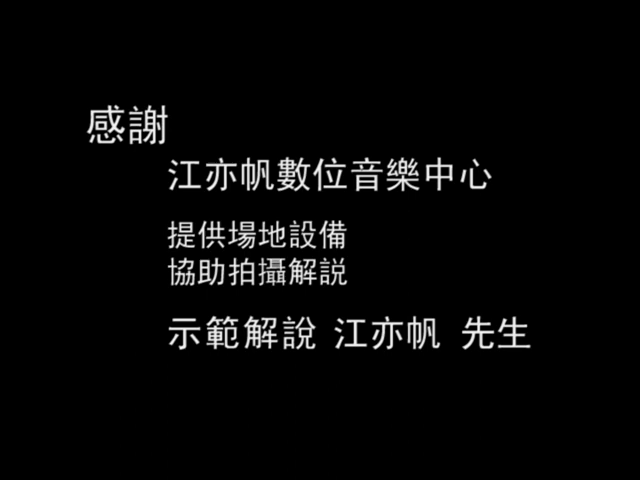 感謝
江亦帆數位音樂中心
提供場地設備
協助拍攝解説
示範解說 江亦帆 先生